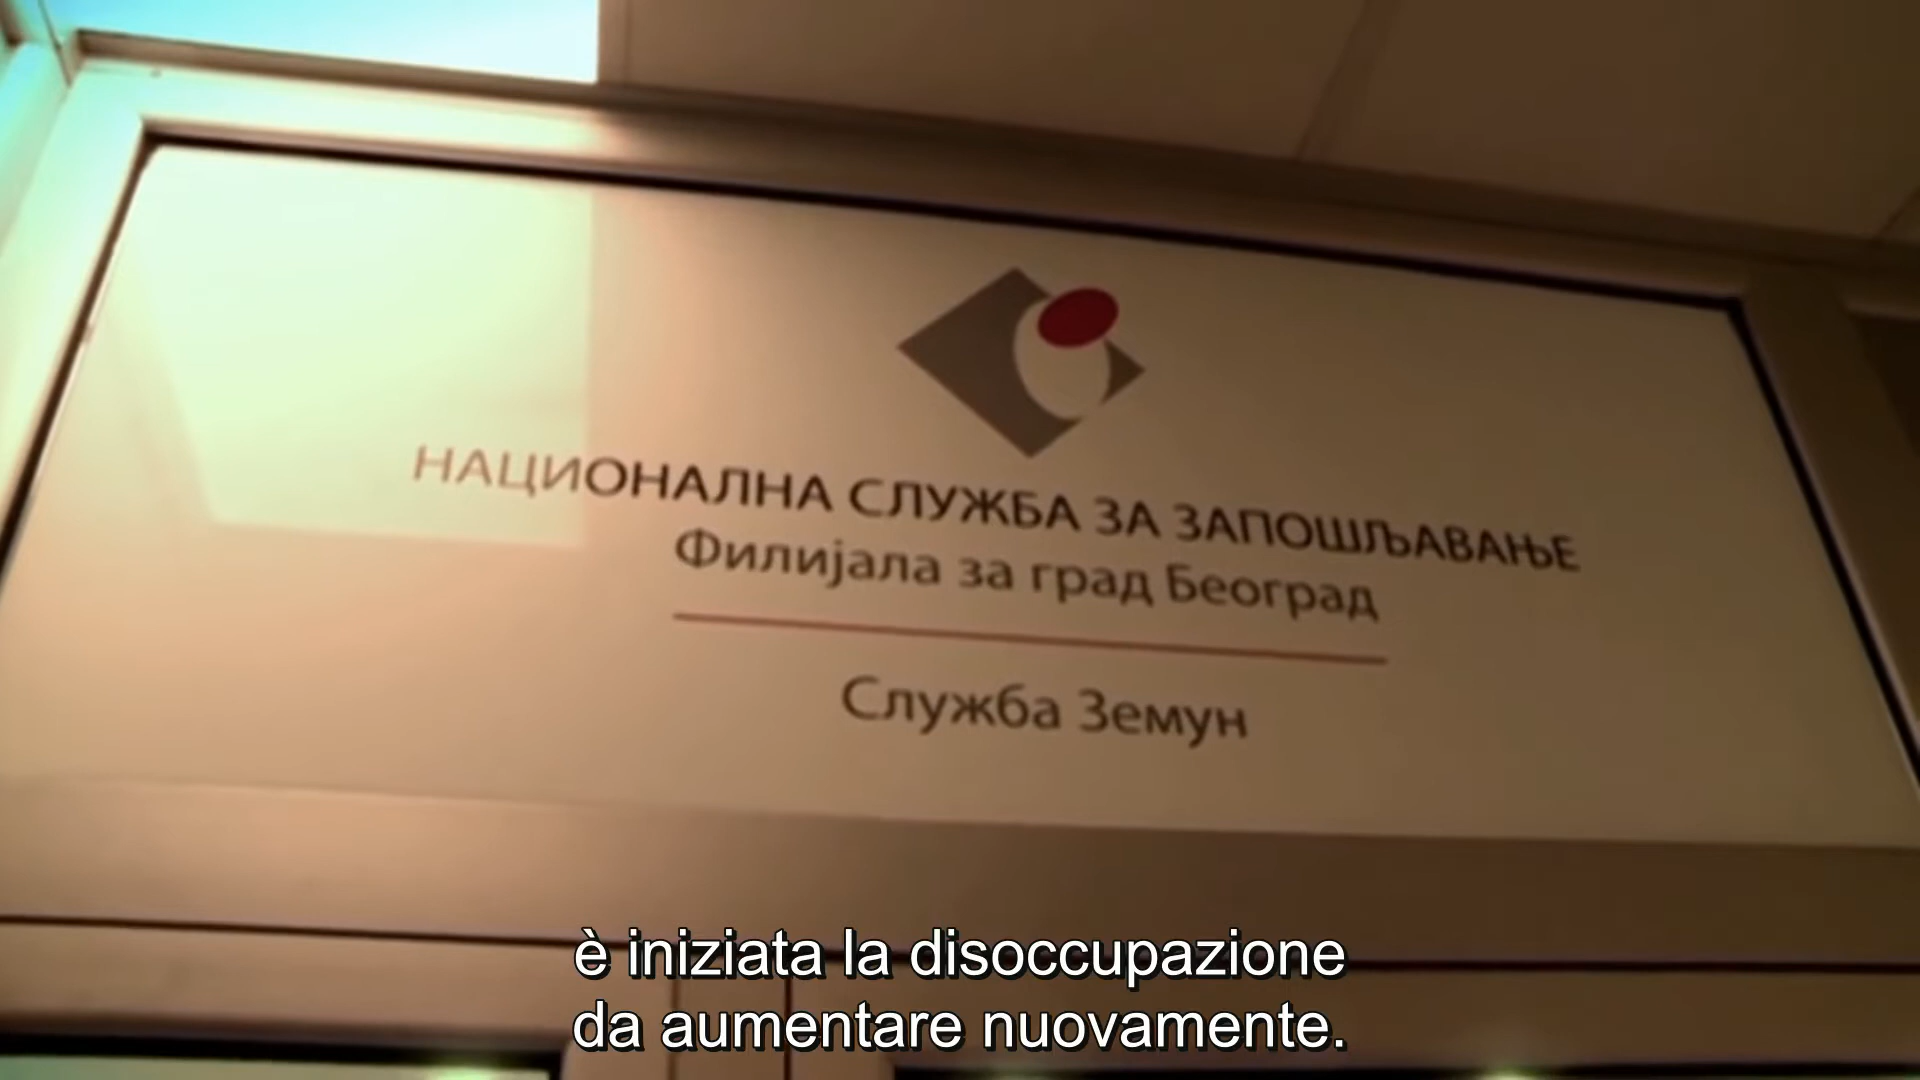 НАЦИОНАЛНА СЛУЖБА ЗА ЗАПОШЉАВАЊЕ
Филијала за град Београд
Служба Земун
è iniziata la disoccupazione
da aumentare nuovamente.